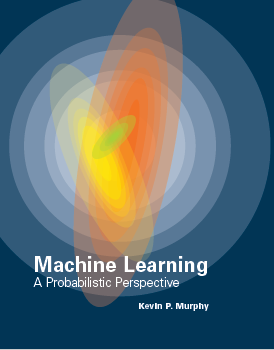 Machine Learning
A Probabilistic Perspective
Kevin P. Murphy